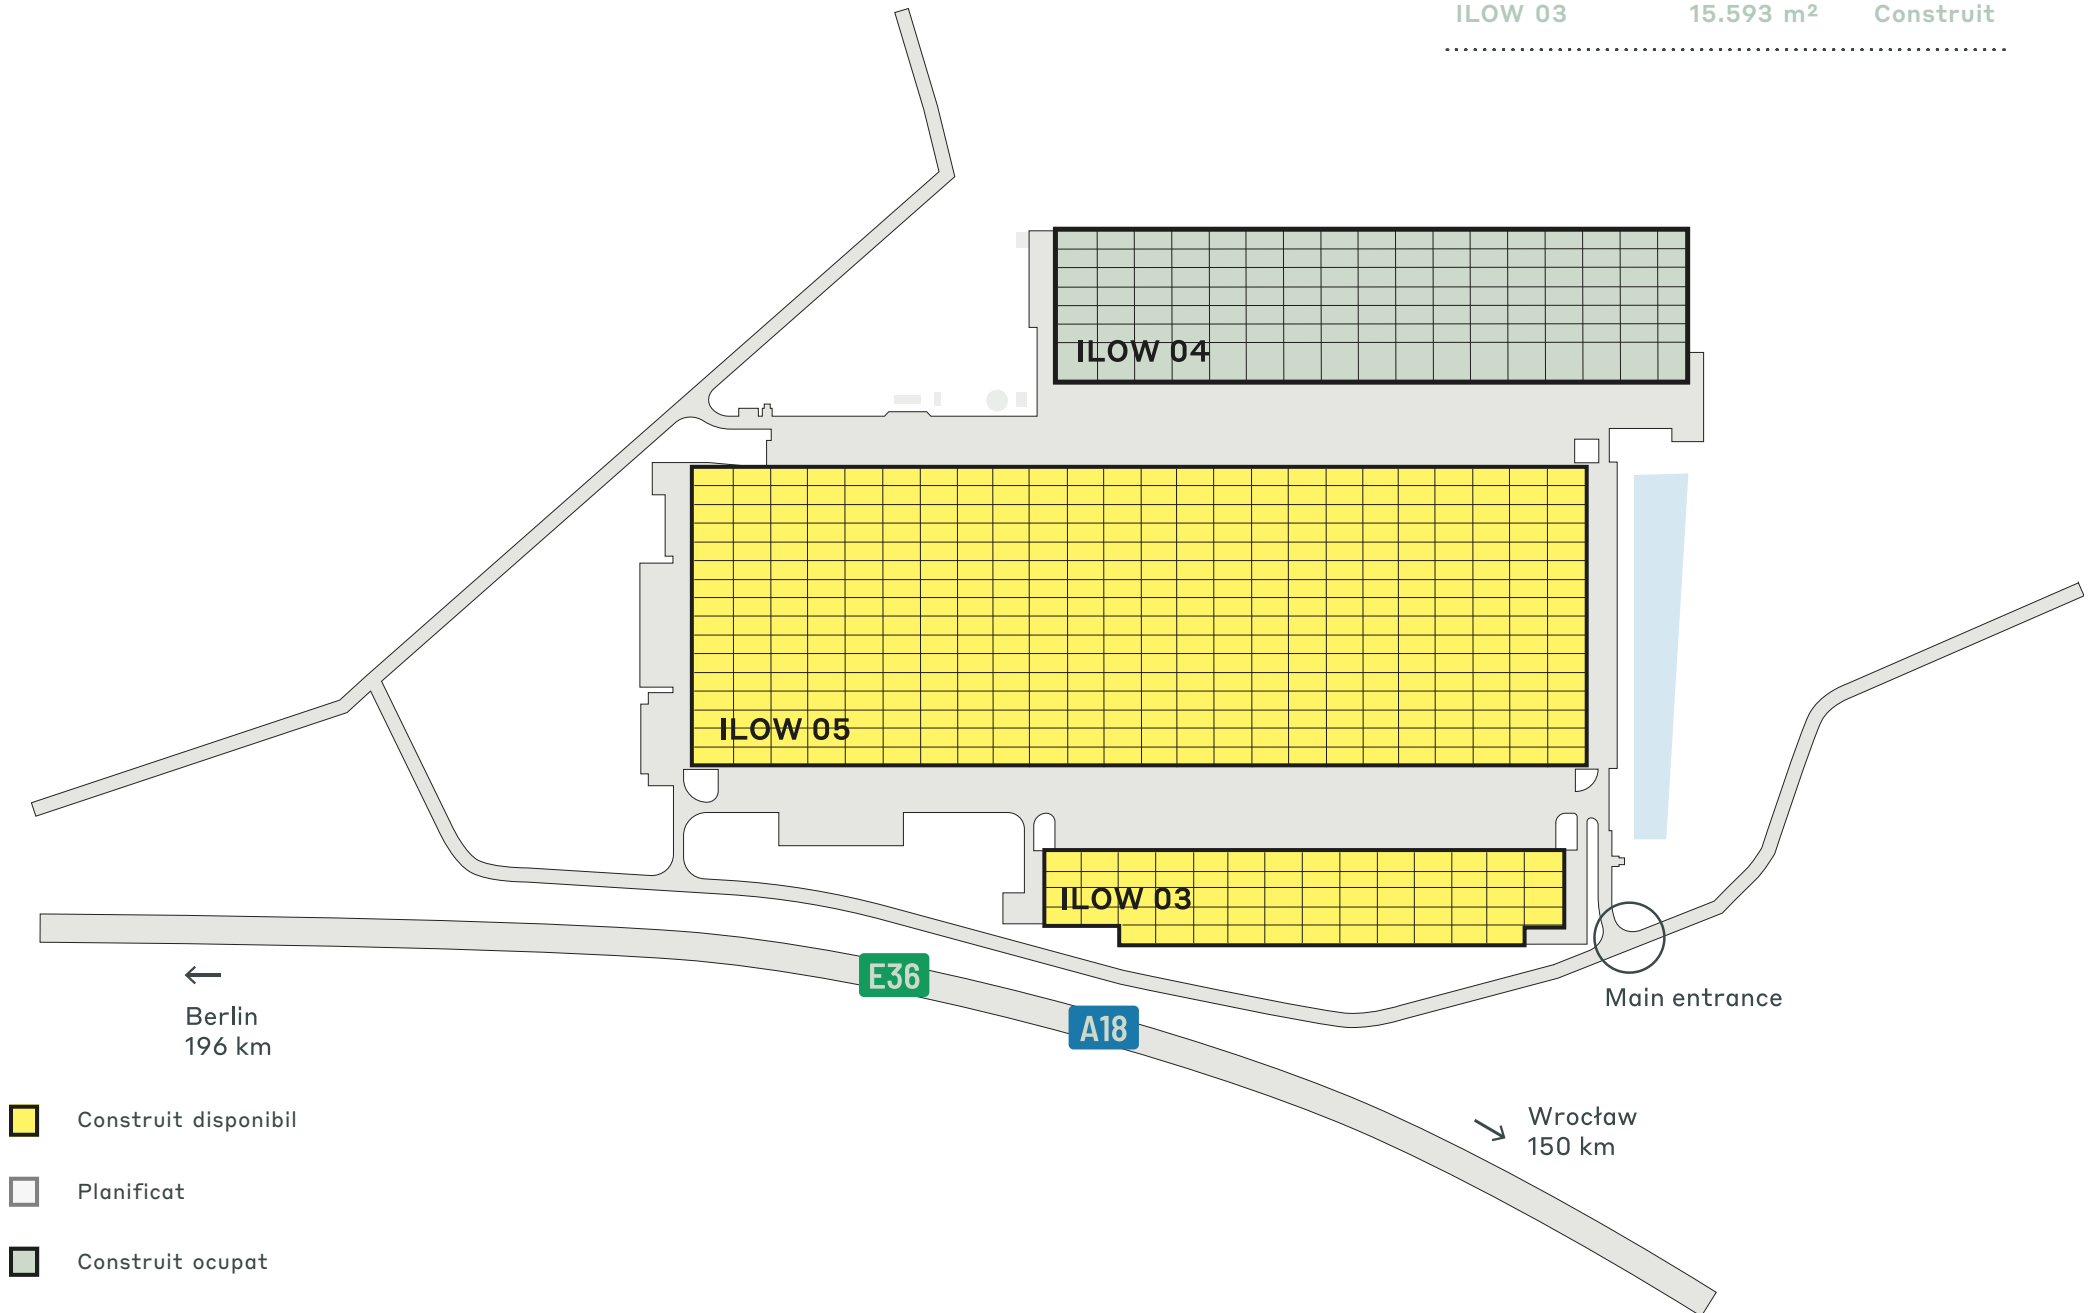 ILOW 03 15.593 m² Construit
ILOW 04
ILOW 05
ILOW 03
E36
A18
Main entrance
Berlin
196 km
Wrocław
150 km
Construit disponibil
Planificat
Construit ocupat